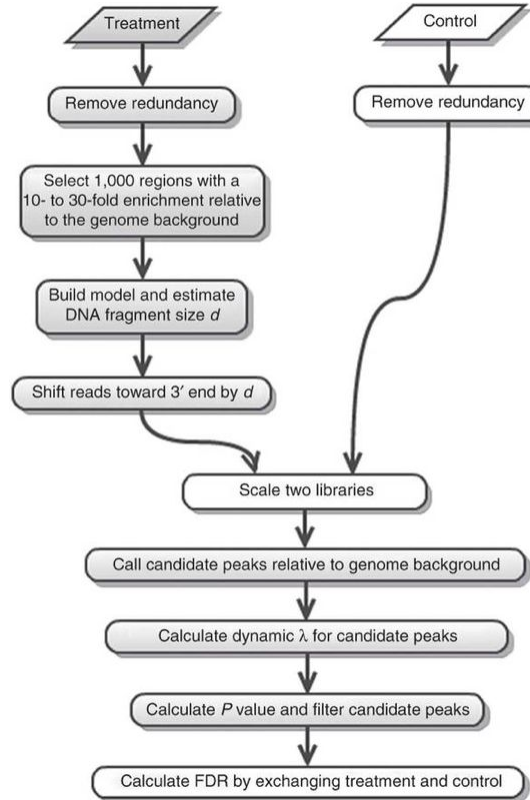 Treatment
Control
Remove redundancy
Remove redundancy
Select 1,000 regions with a
10- to 30-fold enrichment relative
to the genome background
Build model and estimate
DNA fragment size d
Shift reads toward 3′ end by d
Scale two libraries
Call candidate peaks relative to genome background
Calculate dynamic λ for candidate peaks
Calculate P value and filter candidate peaks
Calculate FDR by exchanging treatment and control